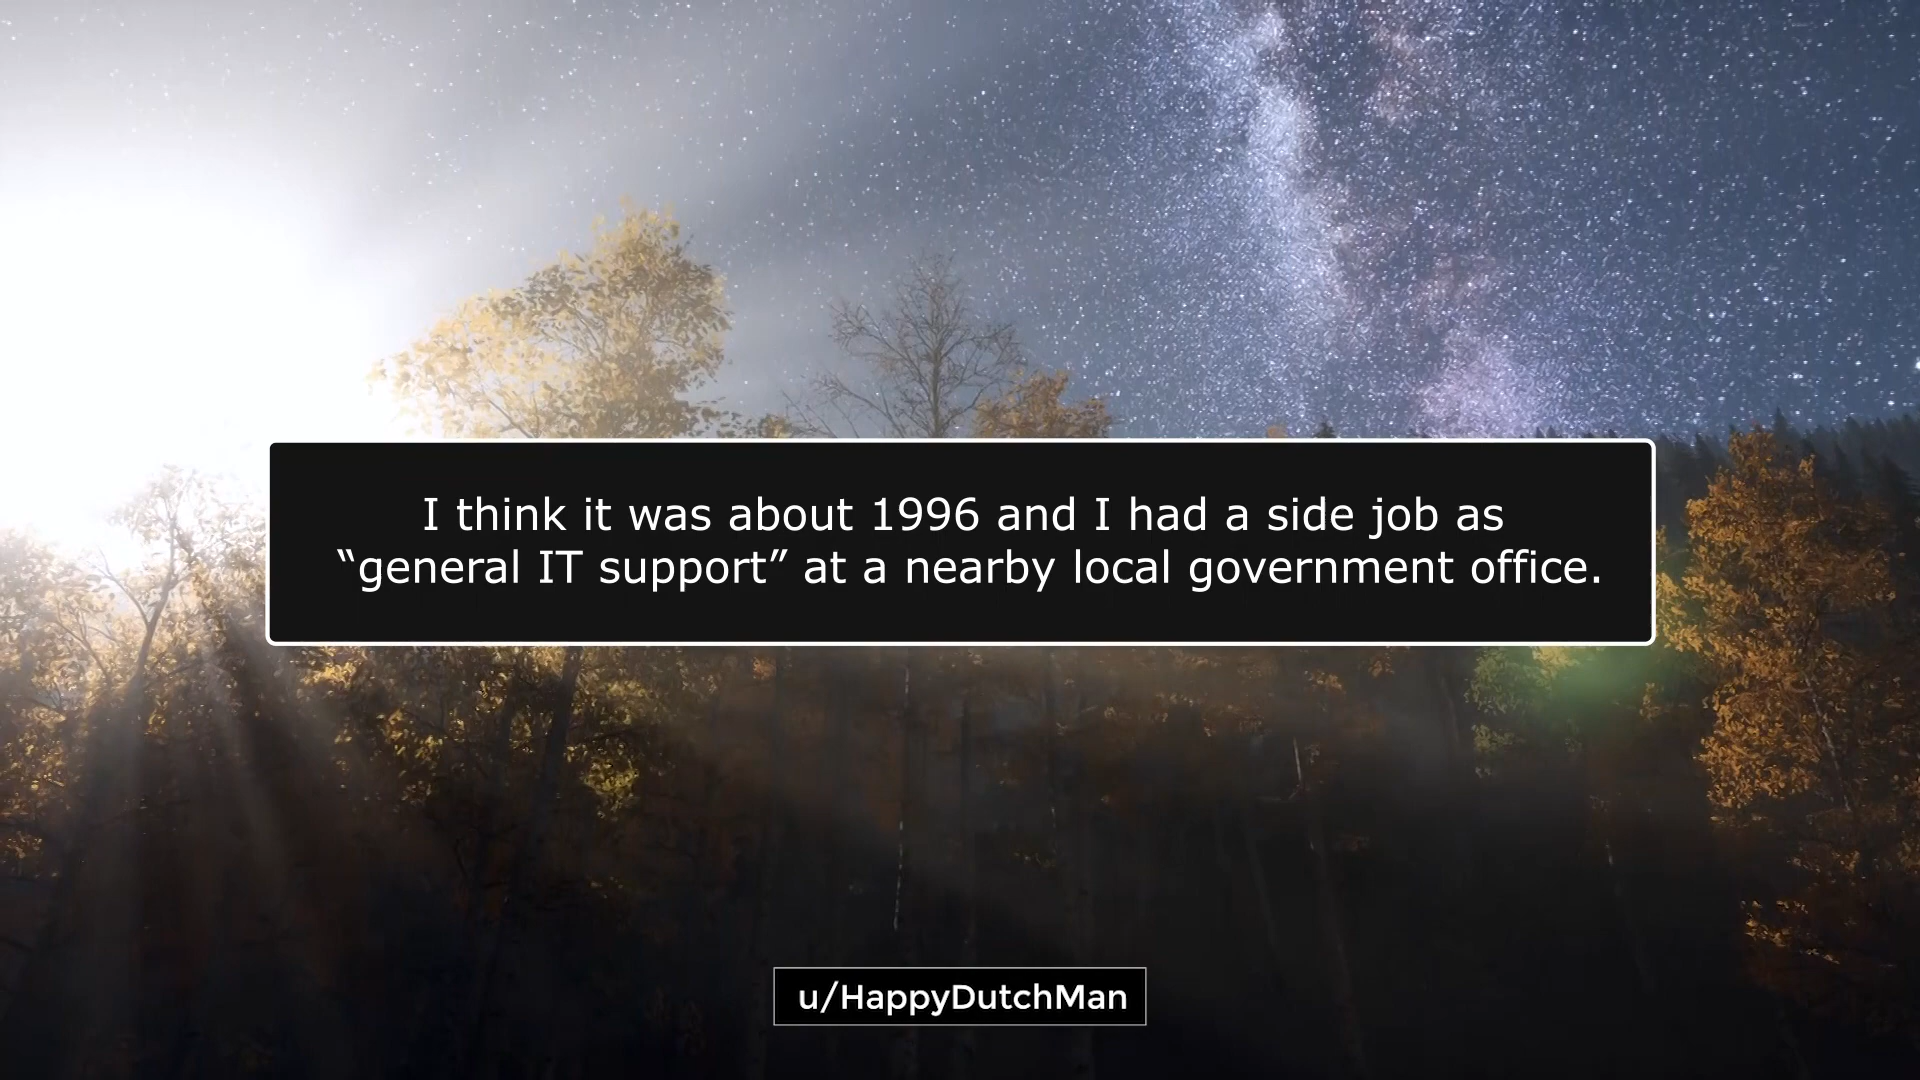 I think it was about 1996 and I had a side job as
“general IT support” at a nearby local government office.
u/HappyDutchMan